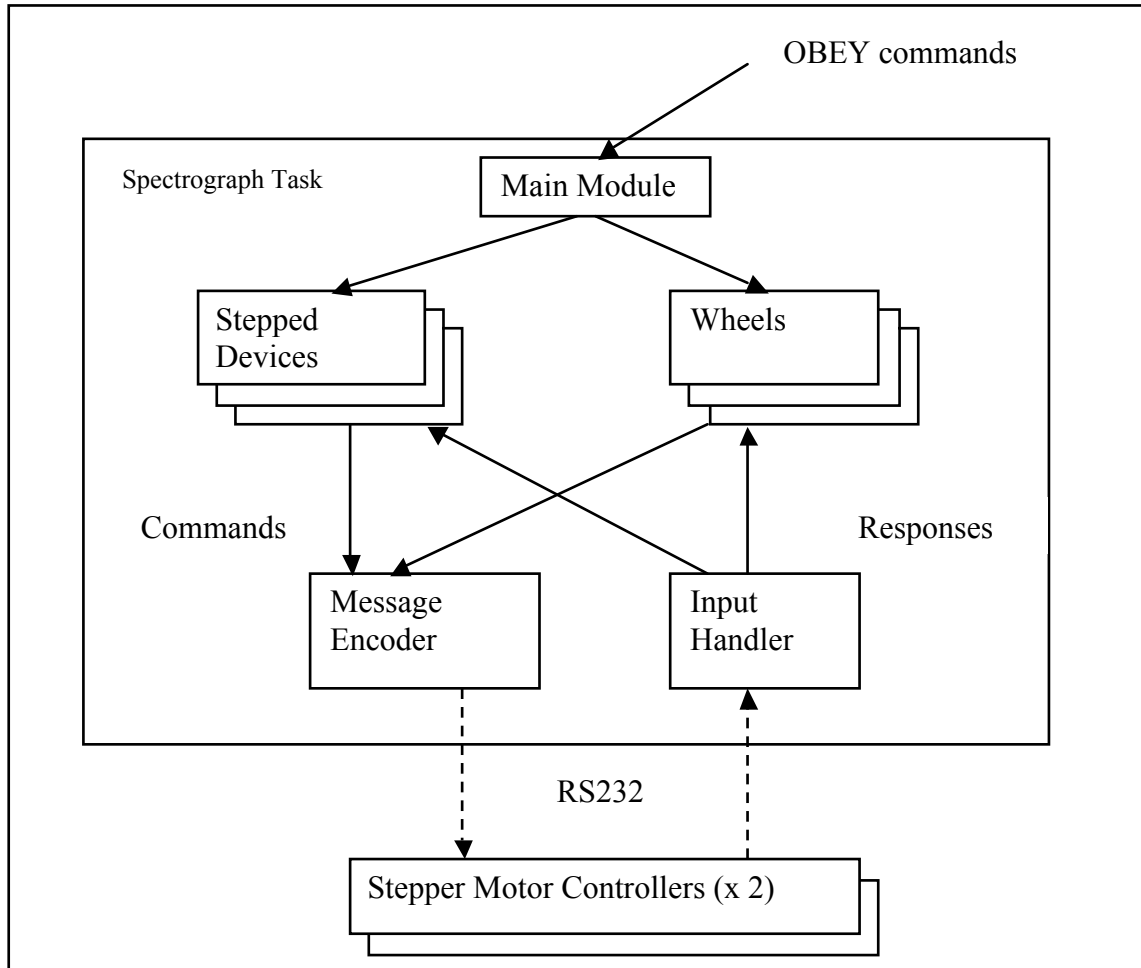 OBEY commands
Spectrograph Task
Main Module
Stepped
Devices
Wheels
Commands
Responses
Message
Encoder
Input
Handler
RS232
Stepper Motor Controllers (x 2)